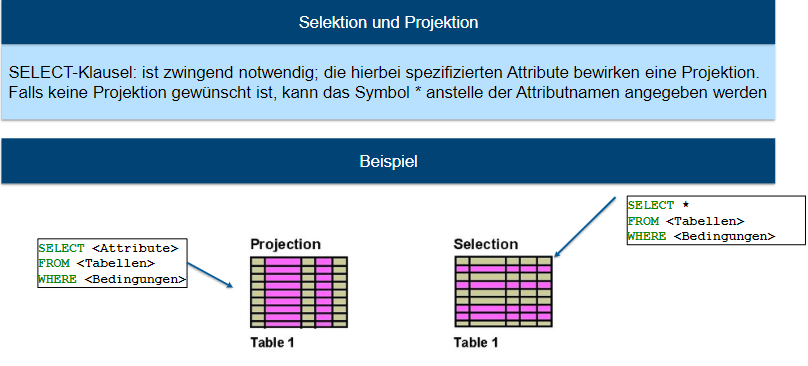 Selektion und Projektion
SELECT-Klausel: ist zwingend notwendig; die hierbei spezifizierten Attribute bewirken eine Projektion.
Falls keine Projektion gewünscht ist, kann das Symbol * anstelle der Attributnamen angegeben werden
Beispiel
SELECT <Attribute>
FROM <Tabellen>
WHERE <Bedingungen>
Projection
Table 1
Selection
Table 1
SELECT *
FROM <Tabellen>
WHERE <Bedingungen>